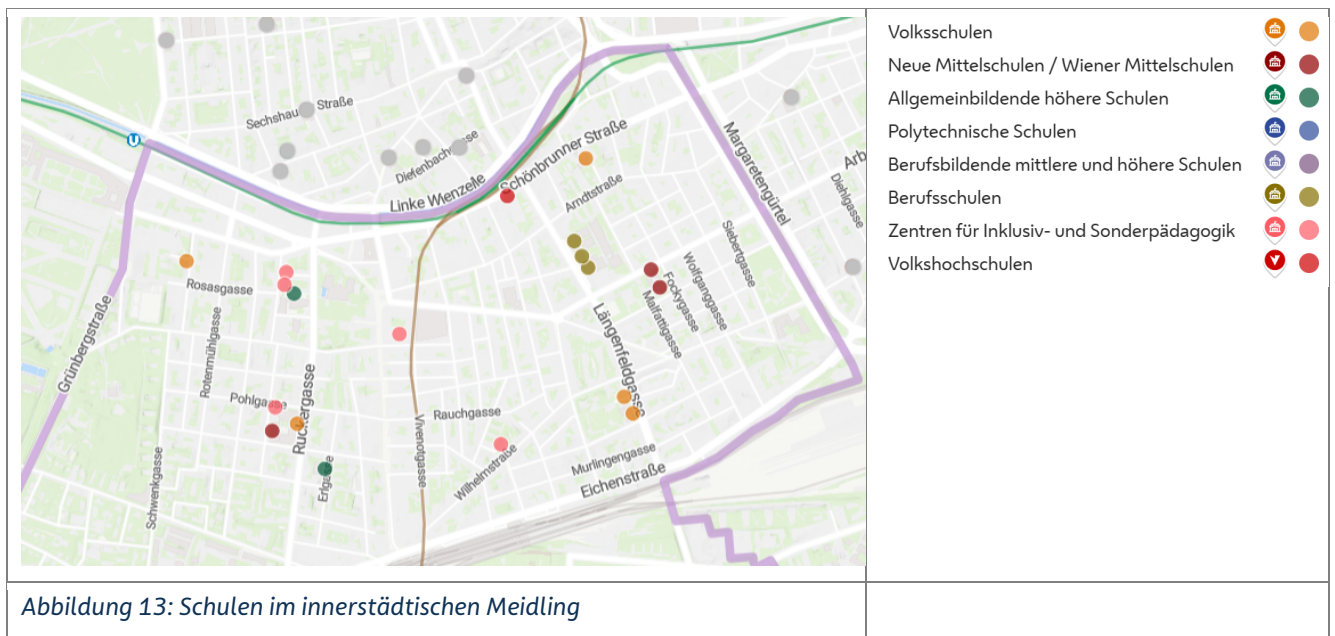 Sechshau Straße
Diefenbachgasse
Linke Wienzeile
Schönbrunner Straße
Arndtstraße
Margaretengürtel
Arb
Diehlgasse
U
Rosasgasse
Rotenmühlgasse
Grünbergstraße
Pohlgasse
Ruckergasse
Schwenkgasse
Erlgasse
Vivenotgasse
Rauchgasse
Wilhelmstraße
Längenfeldgasse
Malfattigasse
Fockygasse
Wolfganggasse
Siebertgasse
Murlingengasse
Eichenstraße
Volksschulen
Neue Mittelschulen / Wiener Mittelschulen
Allgemeinbildende höhere Schulen
Polytechnische Schulen
Berufsbildende mittlere und höhere Schulen
Berufsschulen
Zentren für Inklusiv- und Sonderpädagogik
Volkshochschulen
Abbildung 13: Schulen im innerstädtischen Meidling